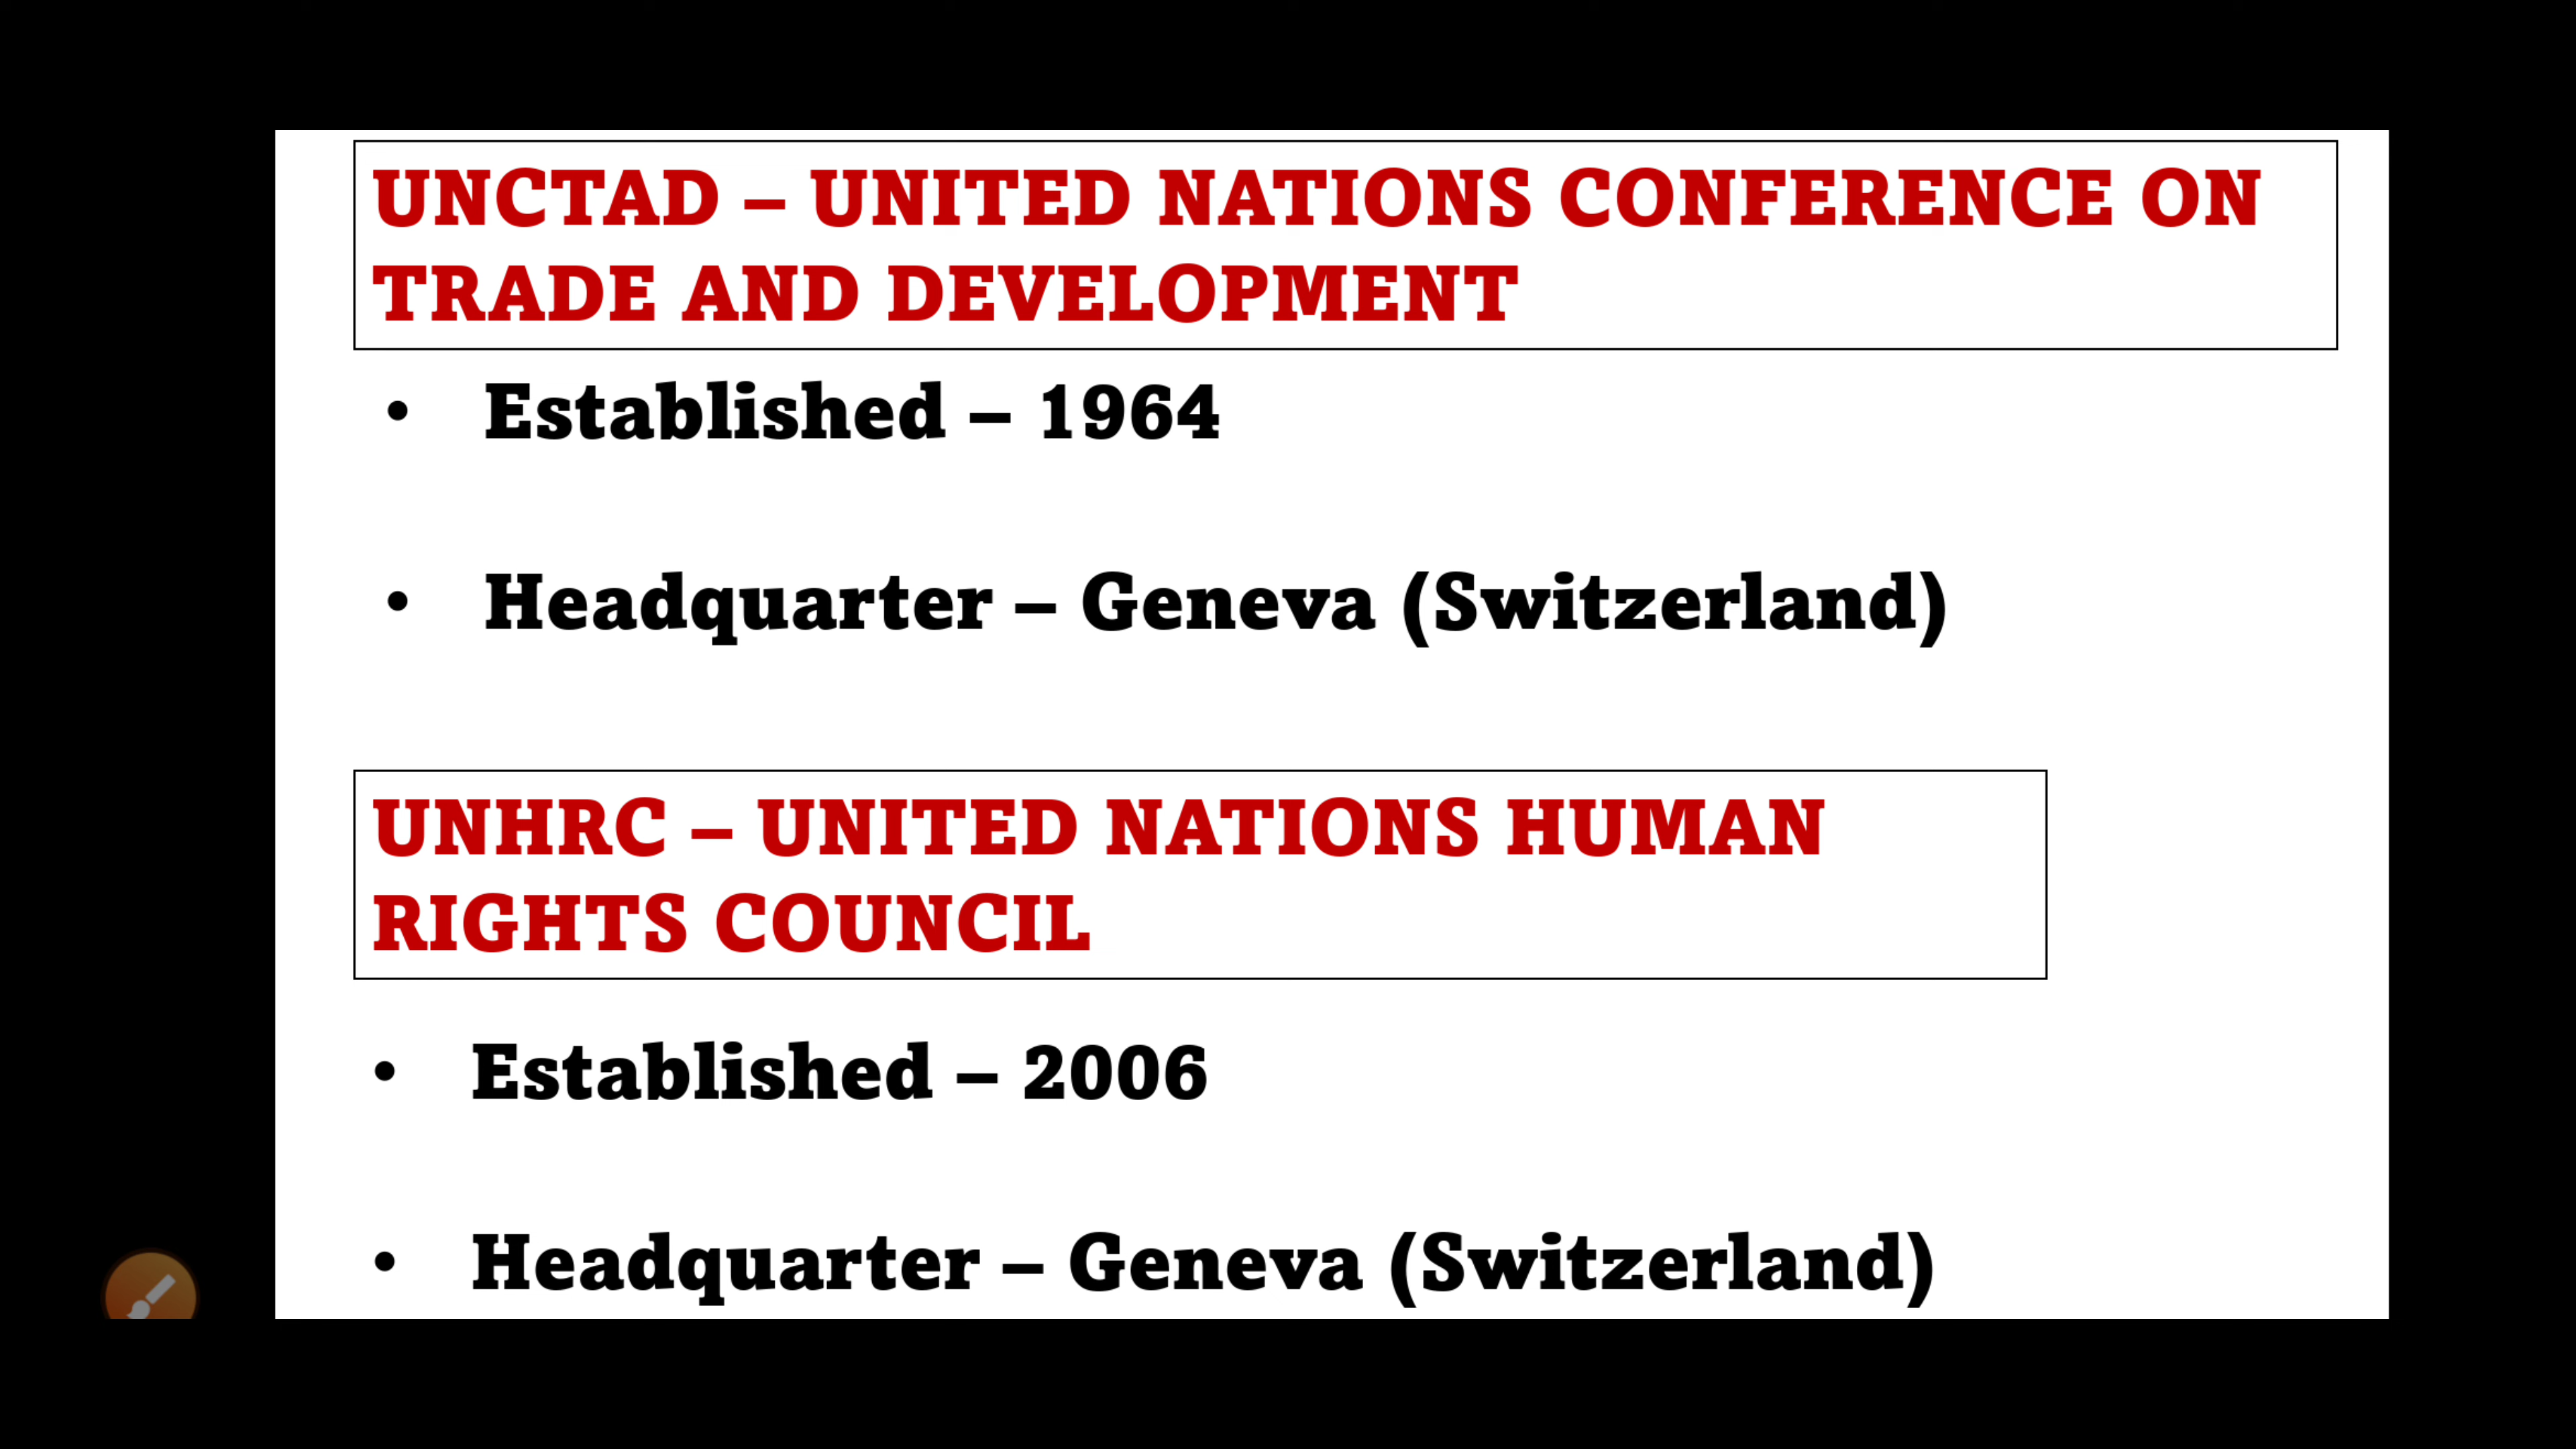 UNCTAD – UNITED NATIONS CONFERENCE ON
TRADE AND DEVELOPMENT
• Established – 1964
• Headquarter – Geneva (Switzerland)
UNHRC – UNITED NATIONS HUMAN
RIGHTS COUNCIL
• Established – 2006
• Headquarter – Geneva (Switzerland)